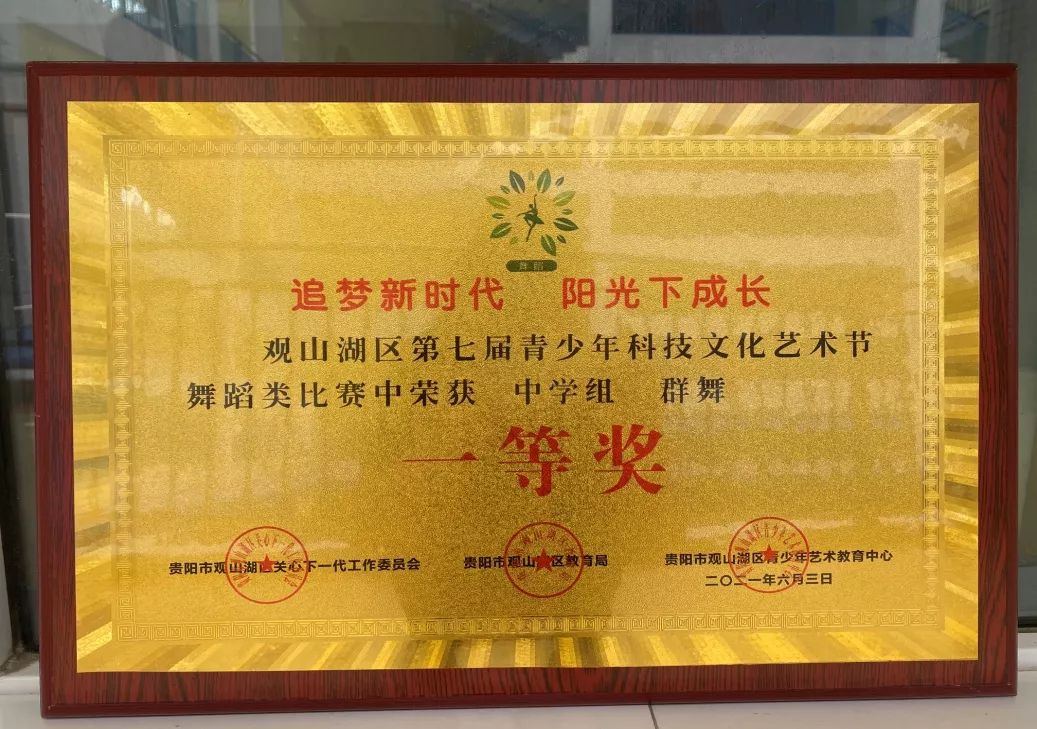 舞蹈
追梦新时代 阳光下成长
观山湖区第七届青少年科技文化艺术节
舞蹈类比赛中荣获 中学组 群舞
一等奖
贵阳市观山湖区关心下一代工作委员会 贵阳市观山湖区教育局 贵阳市观山湖区青少年艺术教育中心
二〇二一年六月三日